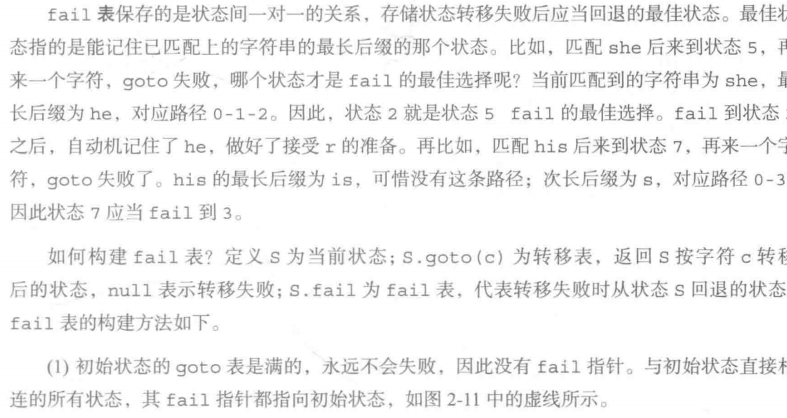 fail 表保存的是状态间一对一的关系，存储状态转移失败后应当回退的最佳状态。最佳状
态指的是能记住已匹配上的字符串的最长后缀的那个状态。比如，匹配 she 后来到状态 5，再
来一个字符，goto 失败，哪个状态才是 fail 的最佳选择呢？当前匹配到的字符串为 she，最
长后缀为 he，对应路径 0-1-2。因此，状态 2 就是状态 5 fail 的最佳选择。fail 到状态
之后，自动机记住了 he，做好了接受 r 的准备。再比如，匹配 his 后来到状态 7，再来一个字
符，goto 失败了。his 的最长后缀为 is，可惜没有这条路径；次长后缀为 s，对应路径 0-3
因此状态 7 应当 fail 到 3。
如何构建 fail 表？定义 S 为当前状态；S.goto(c) 为转移表，返回 S 按字符 c 转移
后的状态，null 表示转移失败；S.fail 为 fail 表，代表转移失败时从状态 S 回退的状态
fail 表的构建方法如下。
(1) 初始状态的 goto 表是满的，永远不会失败，因此没有 fail 指针。与初始状态直接相
连的所有状态，其 fail 指针都指向初始状态，如图 2-11 中的虚线所示。